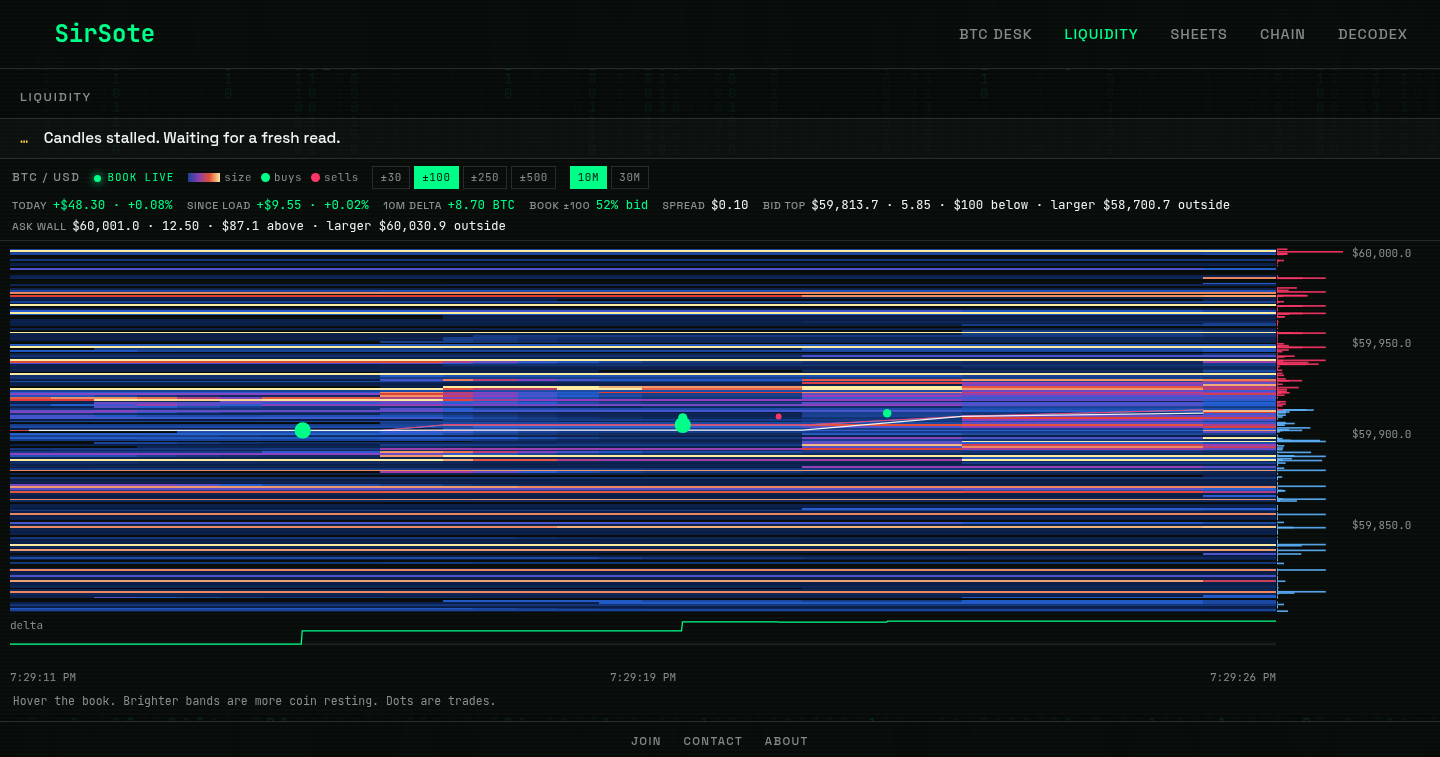 SirSote
BTC DESK LIQUIDITY SHEETS CHAIN DECODEX
LIQUIDITY
… Candles stalled. Waiting for a fresh read.
BTC / USD BOOK LIVE size buys sells ±30 ±100 ±250 ±500 10M 30M
TODAY +$48.30 · +0.08% SINCE LOAD +$9.55 · +0.02% 10M DELTA +8.70 BTC BOOK ±100 52% bid SPREAD $0.10 BID TOP $59,813.7 · 5.85 · $100 below · larger $58,700.7 outside
ASK WALL $60,001.0 · 12.50 · $87.1 above · larger $60,030.9 outside
$60,000.0
$59,950.0
$59,900.0
$59,850.0
delta
7:29:11 PM 7:29:19 PM 7:29:26 PM
Hover the book. Brighter bands are more coin resting. Dots are trades.
JOIN CONTACT ABOUT